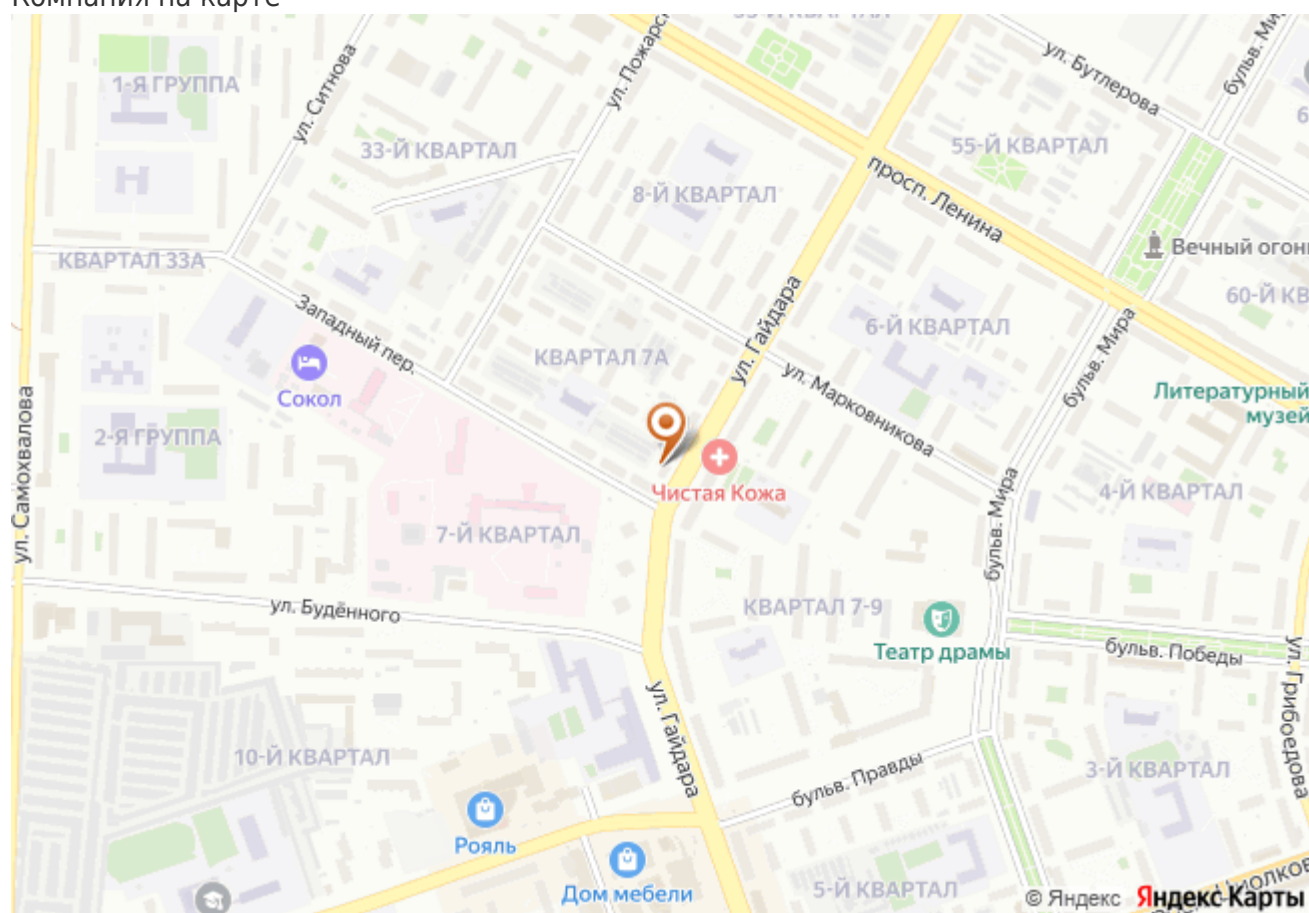 Компания на карте
33-Й КВАРТАЛ
1-Я ГРУППА
ул. Ситнова
ул. Пожарс
ул. Бутлерова
бульв. Ми
33-Й КВАРТАЛ
55-Й КВАРТАЛ
8-Й КВАРТАЛ
просп. Ленина
КВАРТАЛ 33А
Вечный огон
60-Й КВ
Западный пер.
ул. Гайдара
6-Й КВАРТАЛ
бульв. Мира
КВАРТАЛ 7А
ул. Марковникова
Сокол
Литературный
музей
ул. Самохвалова
2-Я ГРУППА
Чистая Кожа
4-Й КВАРТАЛ
7-Й КВАРТАЛ
бульв. Мира
ул. Будённого
КВАРТАЛ 7-9
Театр драмы
бульв. Победы
ул. Грибоедова
ул. Гайдара
10-Й КВАРТАЛ
бульв. Правды
3-Й КВАРТАЛ
Рояль
Дом мебели
5-Й КВАРТАЛ
© Яндекс Яндекс Карты